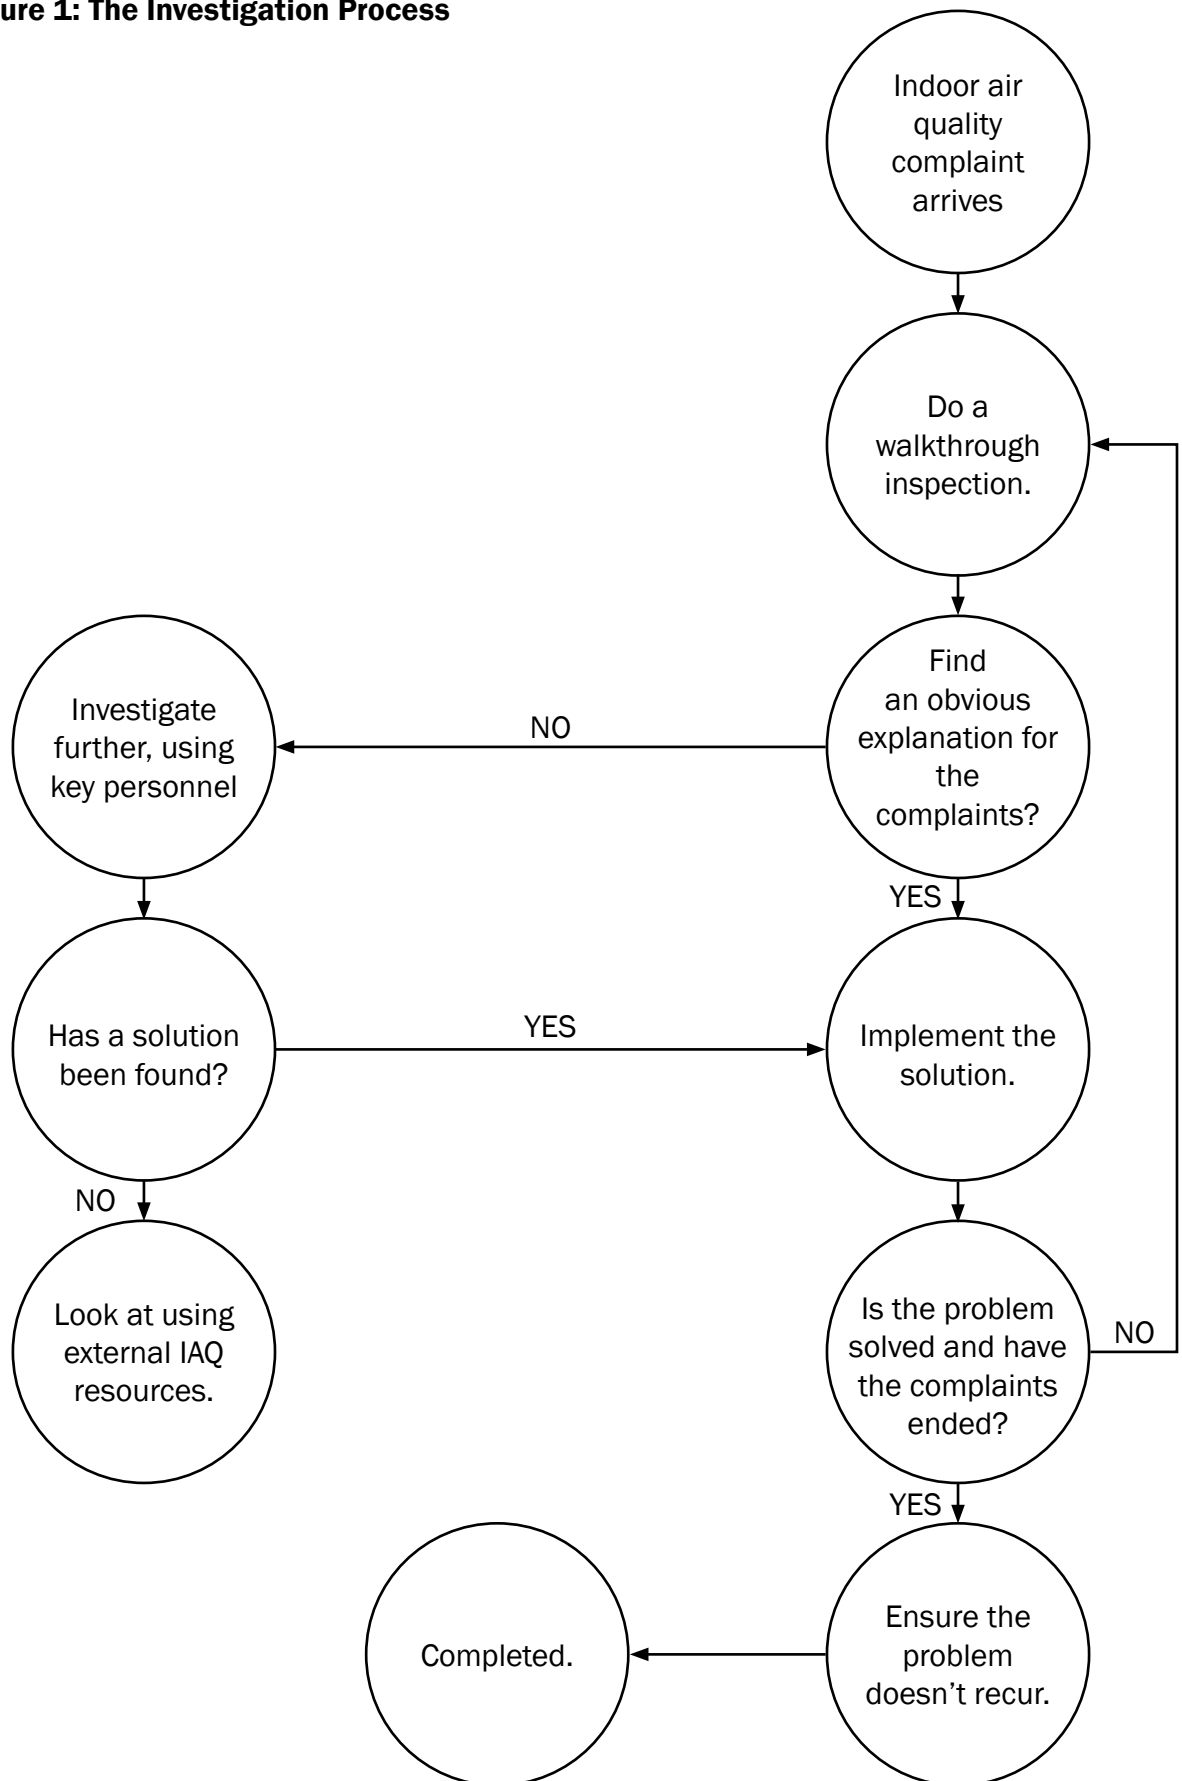 ure 1: The Investigation Process
Indoor air
quality
complaint
arrives
Do a
walkthrough
inspection.
Find
an obvious
explanation for
the
complaints?
NO
Investigate
further, using
key personnel
YES
Has a solution
been found?
YES
Implement the
solution.
NO
Look at using
external IAQ
resources.
Is the problem
solved and have
the complaints
ended?
NO
YES
Ensure the
problem
doesn’t recur.
Completed.